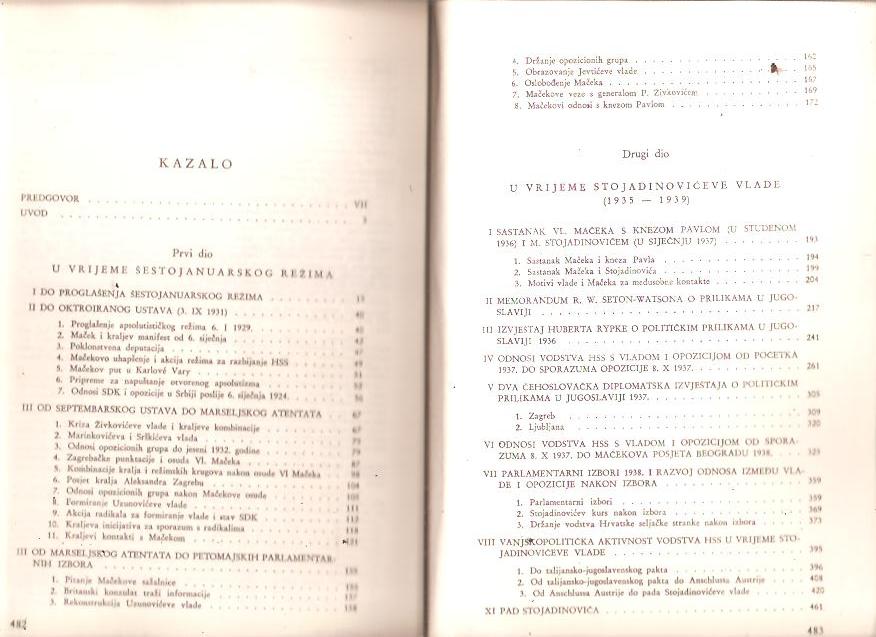 KAZALO
PREDGOVOR . . . VII
UVOD . . . 3
Prvi dio
U VRIJEME ŠESTOJANUARSKOG REŽIMA
I DO PROGLAŠENJA ŠESTOJANUARSKOG REŽIMA
II DO OKTROIRANOG USTAVA (3. IX 1931)
1. Proglašenje apsolutističkog režima 6. I 1929.
2. Maček i kraljev manifest od 6. siječnja
3. Poklonstvena deputacija
4. Mačekovo uhapšenje i akcija režima za razbijanje HSS
5. Maček put u Karlové Vary
6. Pripreme za napuštanje otvorenog apsolutizma
7. Odnosi SDK i opozicije u Srbiji poslije 6. siječnja 1924.
III OD SEPTEMBARSKOG USTAVA DO MARSELJSKOG ATENTATA . . . 67
1. Kriza Živkovićeve vlade i kraljeve kombinacije
2. Marinkovićeva i Srškićeva vlada
3. Odnosi opozicionih grupa do jeseni 1932. godine
4. Zagrebačke punktacije i osuda Vl. Mačeka
5. Kombinacije kralja i režimskih krugova nakon osude Vl Mačeka
6. Posjet kralja Aleksandra Zagrebu
7. Odnosi opozicionih grupa nakon Mačekove osude
8. Formiranje Uzunovićeve vlade
9. Akcija radikala za formiranje vlade i stav SDK
10. Kraljeva inicijativa za sporazum s radikalima
11. Kraljevi kontakti s Mačekom
III OD MARSELJSKOG ATENTATA DO PETOMAJSKIH PARLAMENTAR-
NIH IZBORA
1. Pitanje Mačekove
2. Britanski konzulat traži informacije
3. Rekonstrukcija Uzunovićeve vlade
482
4. Držanje opozicionih grupa . . . 162
5. Obrazovanje Jevtićeve vlade . . . 165
6. Oslobođenje Mačeka . . . 167
7. Mačekove veze s generalom P. Živkovićem . . . 169
8. Mačekovi odnosi s knezom Pavlom . . . 172
Drugi dio
U VRIJEME STOJADINOVIĆEVE VLADE
(1935 — 1939)
I SASTANAK VL. MAČEKA S KNEZOM PAVLOM (U STUDENOM
1936) I M. STOJADINOVIĆEM (U SIJEČNJU 1937) . . . 193
1. Sastanak Mačeka i kneza Pavla . . . 194
2. Sastanak Mačeka i Stojadinovića . . . 199
3. Motivi vlade i Mačeka za međusobne kontakte . . . 204
II MEMORANDUM R. W. SETON-WATSONA O PRILIKAMA U JUGO-
SLAVIJI . . . 217
III IZVJEŠTAJ HUBERTA RYPKE O POLITIČKIM PRILIKAMA U JUGO-
SLAVIJI 1936 . . . 241
IV ODNOSI VODSTVA HSS S VLADOM I OPOZICIJOM OD POČETKA
1937. DO SPORAZUMA OPOZICIJE 8. X 1937. . . . 261
V DVA ČEHOSLOVAČKA DIPLOMATSKA IZVJEŠTAJA O POLITIČKIM
PRILIKAMA U JUGOSLAVIJI 1937. . . . 305
1. Zagreb . . . 309
2. Ljubljana . . . 320
VI ODNOSI VODSTVA HSS S VLADOM I OPOZICIJOM OD SPORA-
ZUMA 8. X 1937. DO MAČEKOVA POSJETA BEOGRADU 1938. . . . 325
VII PARLAMENTARNI IZBORI 1938. I RAZVOJ ODNOSA IZMEĐU VLA-
DE I OPOZICIJE NAKON IZBORA . . . 359
1. Parlamentarni izbori . . . 359
2. Stojadinovićev kurs nakon izbora . . . 369
3. Držanje vodstva Hrvatske seljačke stranke nakon izbora . . . 373
VIII VANJSKOPOLITIČKA AKTIVNOST VODSTVA HSS U VRIJEME STO-
JADINOVIĆEVE VLADE . . . 395
1. Do talijansko-jugoslavenskog pakta . . . 396
2. Od talijansko-jugoslavenskog pakta do Anschlussa Austrije . . . 408
3. Od Anschlussa Austrije do pada Stojadinovićeve vlade . . . 420
XI PAD STOJADINOVIĆA . . . 461
483